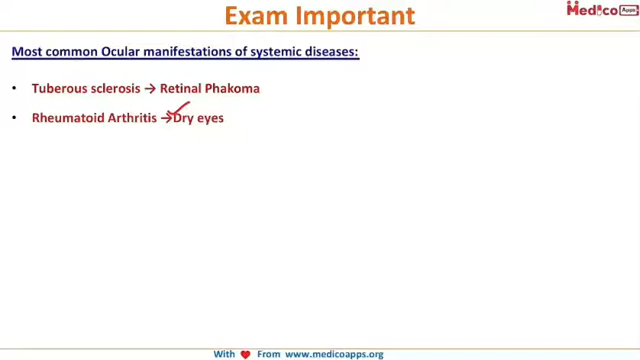 Exam Important
Medico Apps
Most common Ocular manifestations of systemic diseases:
• Tuberous sclerosis → Retinal Phakoma
• Rheumatoid Arthritis → Dry eyes
With ♥ From www.medicoapps.org